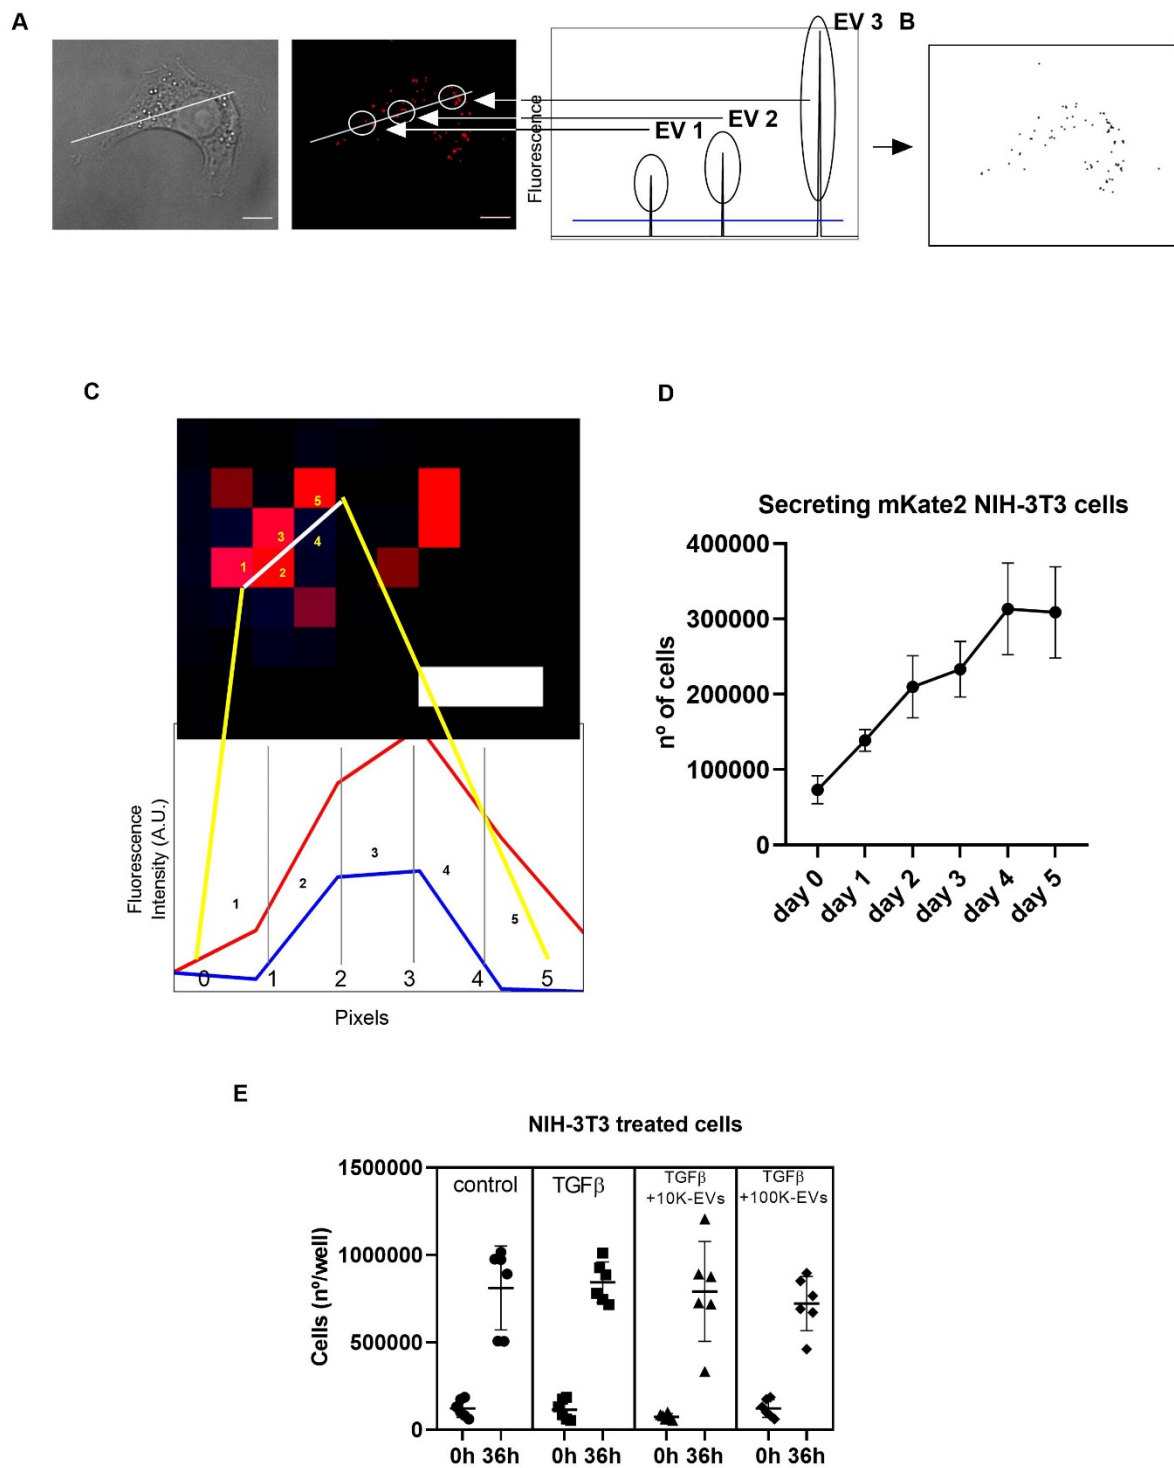 A
EV 3
B
Fluorescence
EV 2
EV 1
C
5
3
4
1
2
Fluorescence
Intensity (A.U.)
1
2
3
4
5
0
1
2
3
4
5
Pixels
D
Secreting mKate2 NIH-3T3 cells
nº of cells
400000
300000
200000
100000
0
day 0
day 1
day 2
day 3
day 4
day 5
E
NIH-3T3 treated cells
Cells (nº/well)
1500000
1000000
500000
0
control
TGFβ
TGFβ
+10K-EVs
TGFβ
+100K-EVs
0h 36h
0h 36h
0h 36h
0h 36h